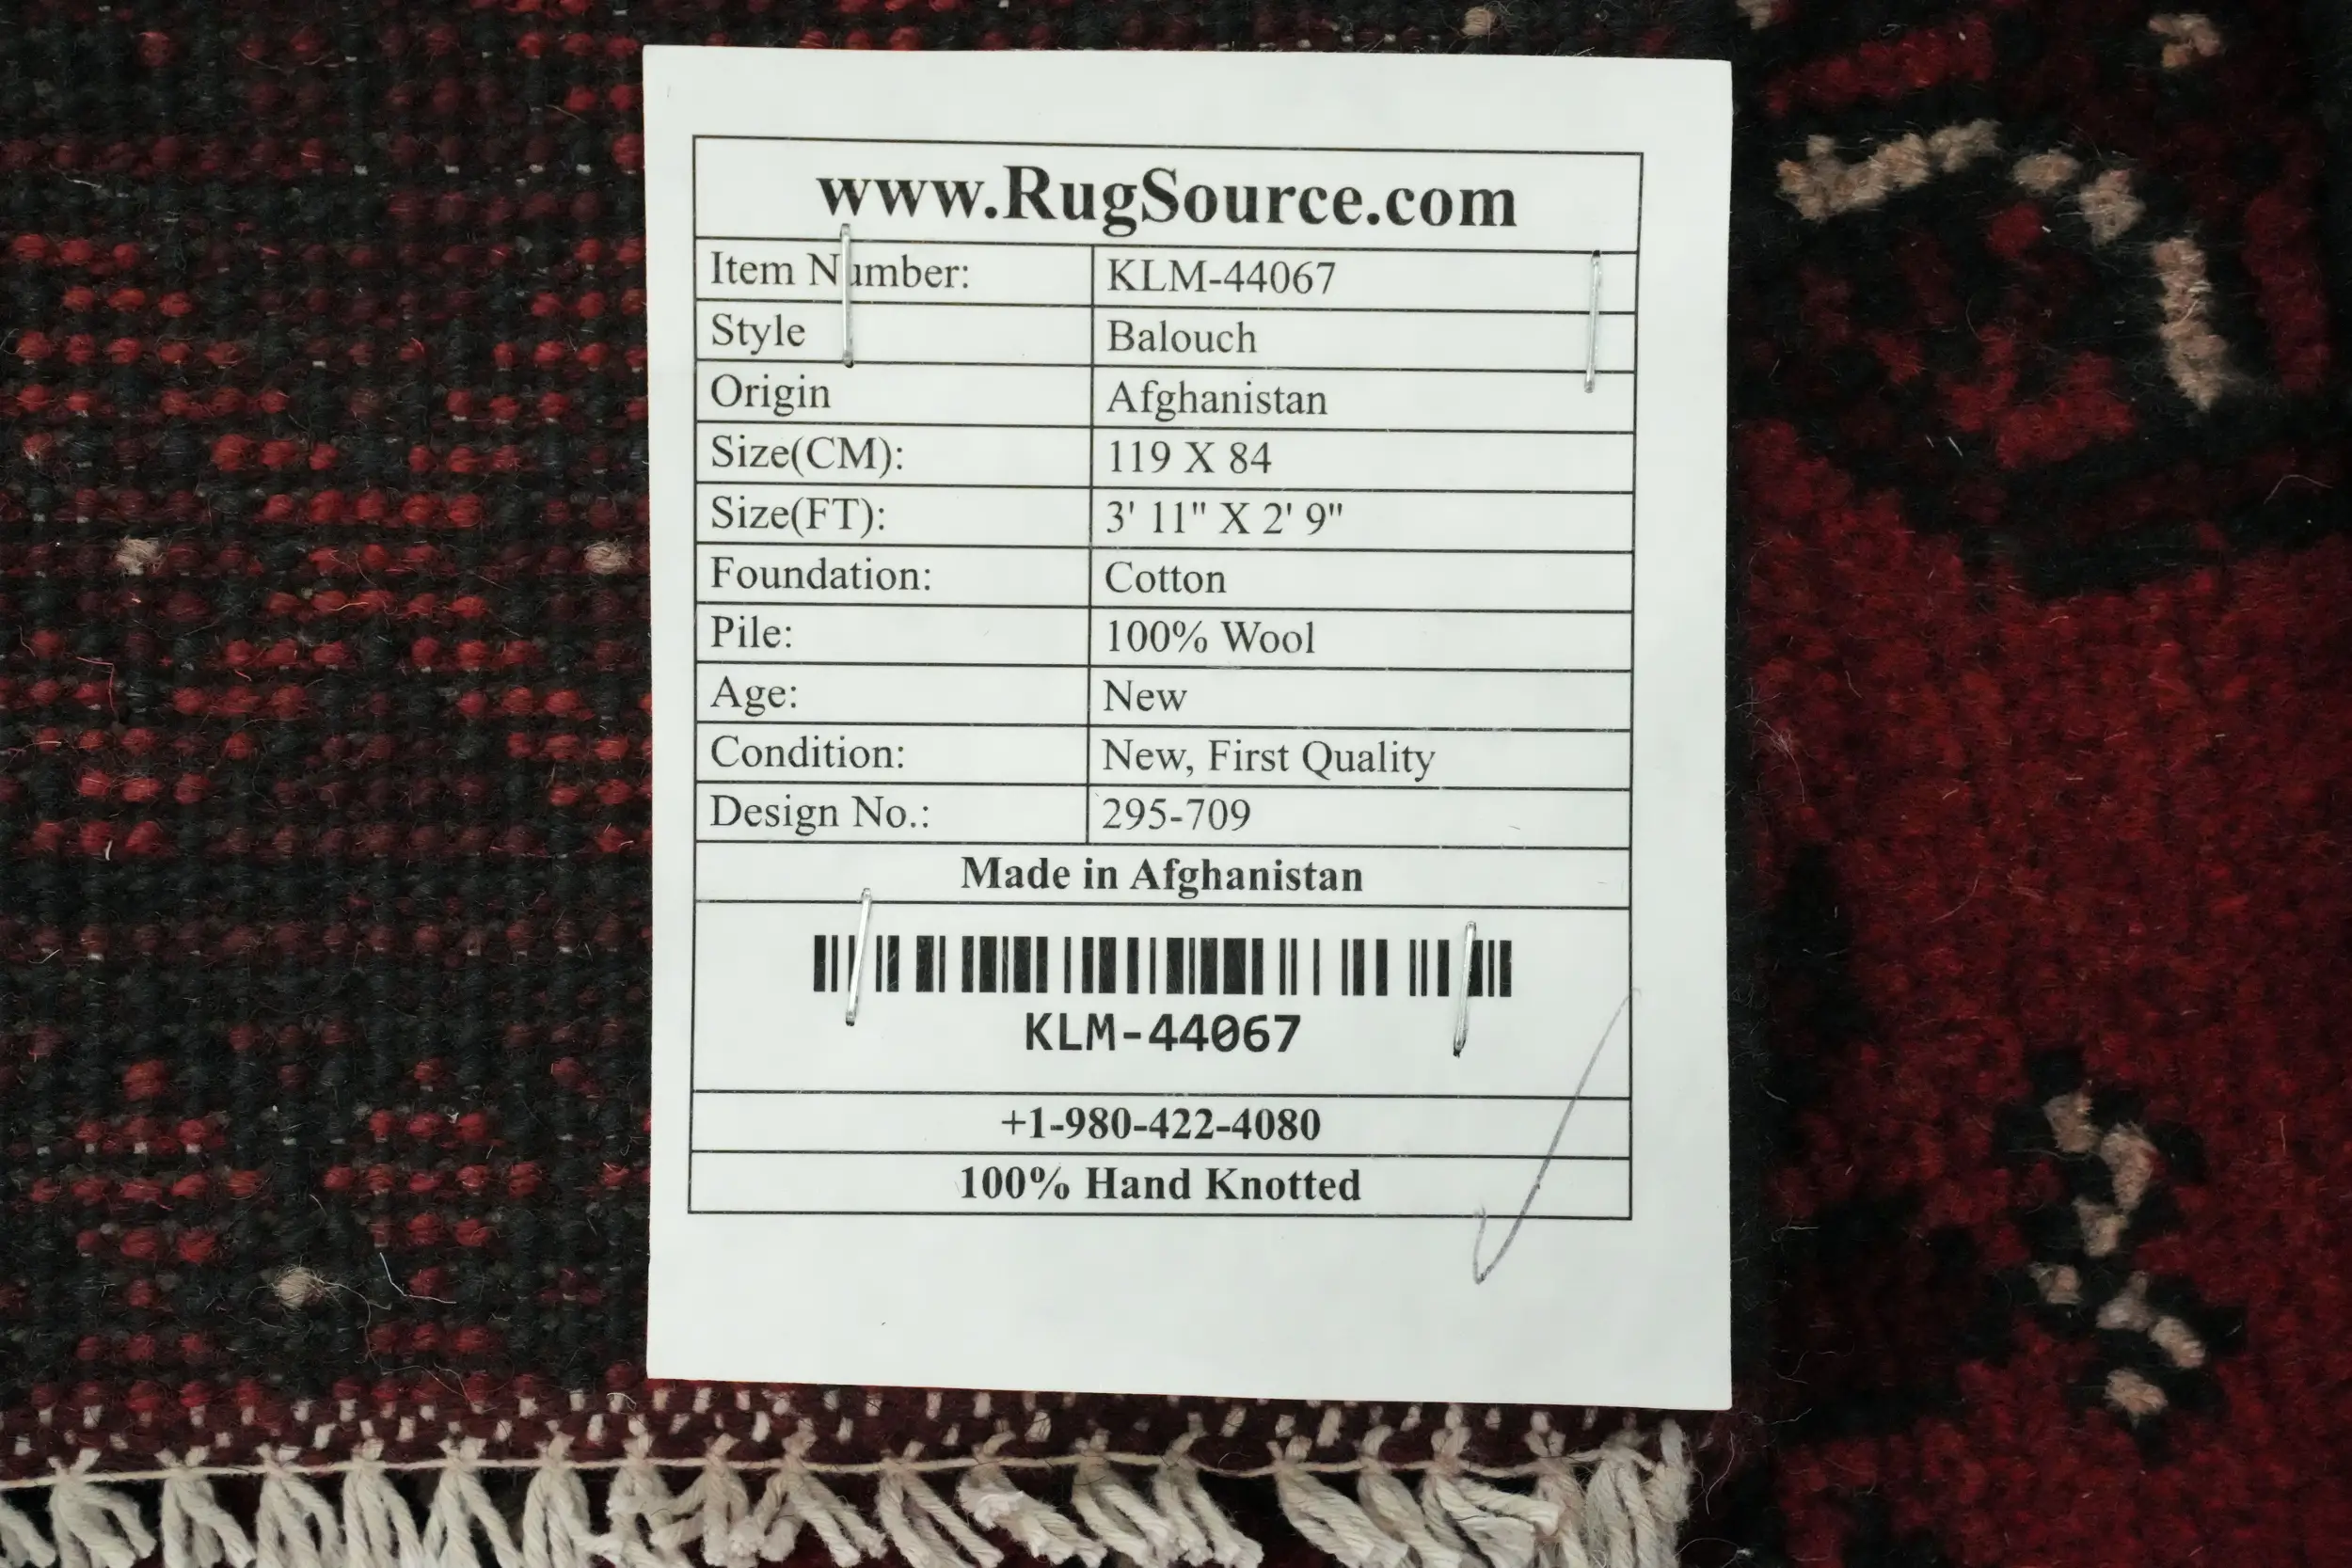 www.RugSource.com
Item Number: KLM-44067
Style Balouch
Origin Afghanistan
Size(CM): 119 X 84
Size(FT): 3' 11" X 2' 9"
Foundation: Cotton
Pile: 100% Wool
Age: New
Condition: New, First Quality
Design No.: 295-709
Made in Afghanistan
KLM-44067
+1-980-422-4080
100% Hand Knotted